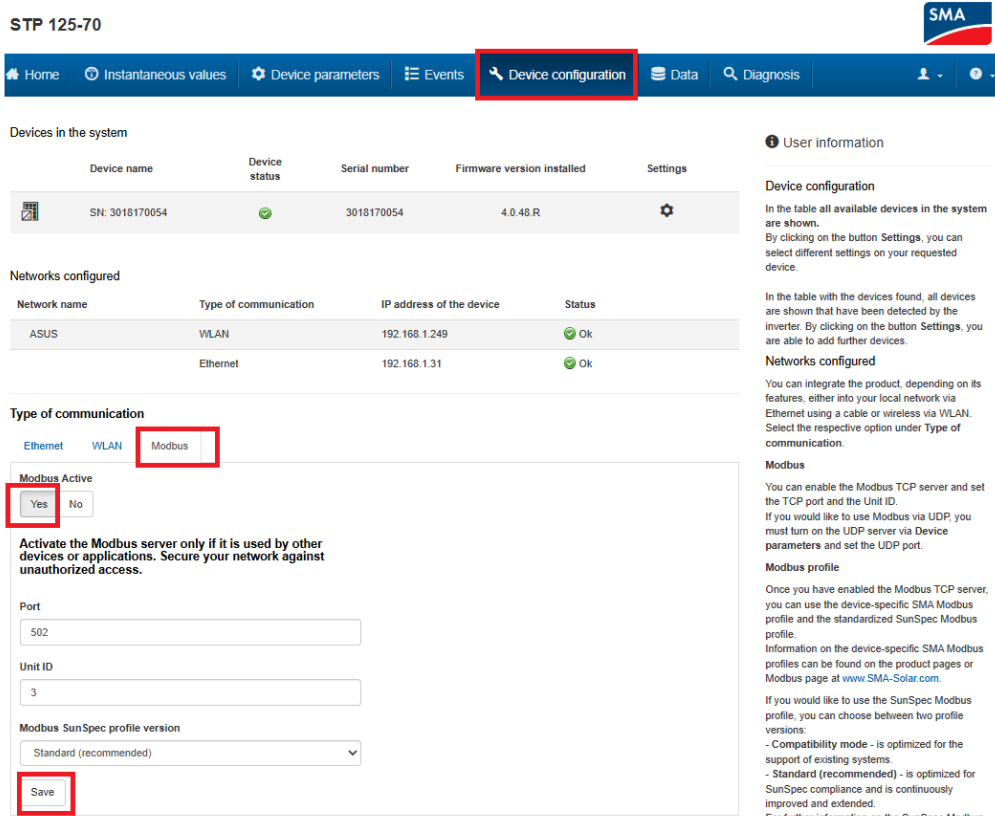 STP 125-70
SMA
Home Instantaneous values Device parameters Events Device configuration Data Diagnosis
Devices in the system
Device name Device status Serial number Firmware version installed Settings
SN: 3018170054 3018170054 4.0.48.R
Networks configured
Network name Type of communication IP address of the device Status
ASUS WLAN 192.168.1.249 Ok
Ethernet 192.168.1.31 Ok
Type of communication
Ethernet WLAN Modbus
Modbus Active
Yes No
Activate the Modbus server only if it is used by other
devices or applications. Secure your network against
unauthorized access.
Port
502
Unit ID
3
Modbus SunSpec profile version
Standard (recommended)
Save
User information
Device configuration
In the table all available devices in the system
are shown.
By clicking on the button Settings, you can
select different settings on your requested
device.
In the table with the devices found, all devices
are shown that have been detected by the
inverter. By clicking on the button Settings, you
are able to add further devices.
Networks configured
You can integrate the product, depending on its
features, either into your local network via
Ethernet using a cable or wireless via WLAN.
Select the respective option under Type of
communication.
Modbus
You can enable the Modbus TCP server and set
the TCP port and the Unit ID.
If you would like to use Modbus via UDP, you
must turn on the UDP server via Device
parameters and set the UDP port.
Modbus profile
Once you have enabled the Modbus TCP server,
you can use the device-specific SMA Modbus
profile and the standardized SunSpec Modbus
profile.
Information on the device-specific SMA Modbus
profiles can be found on the product pages or
Modbus page at www.SMA-Solar.com.
If you would like to use the SunSpec Modbus
profile, you can choose between two profile
versions:
- Compatibility mode - is optimized for the
support of existing systems.
- Standard (recommended) - is optimized for
SunSpec compliance and is continuously
improved and extended.
For further information on the SunSpec Modbus